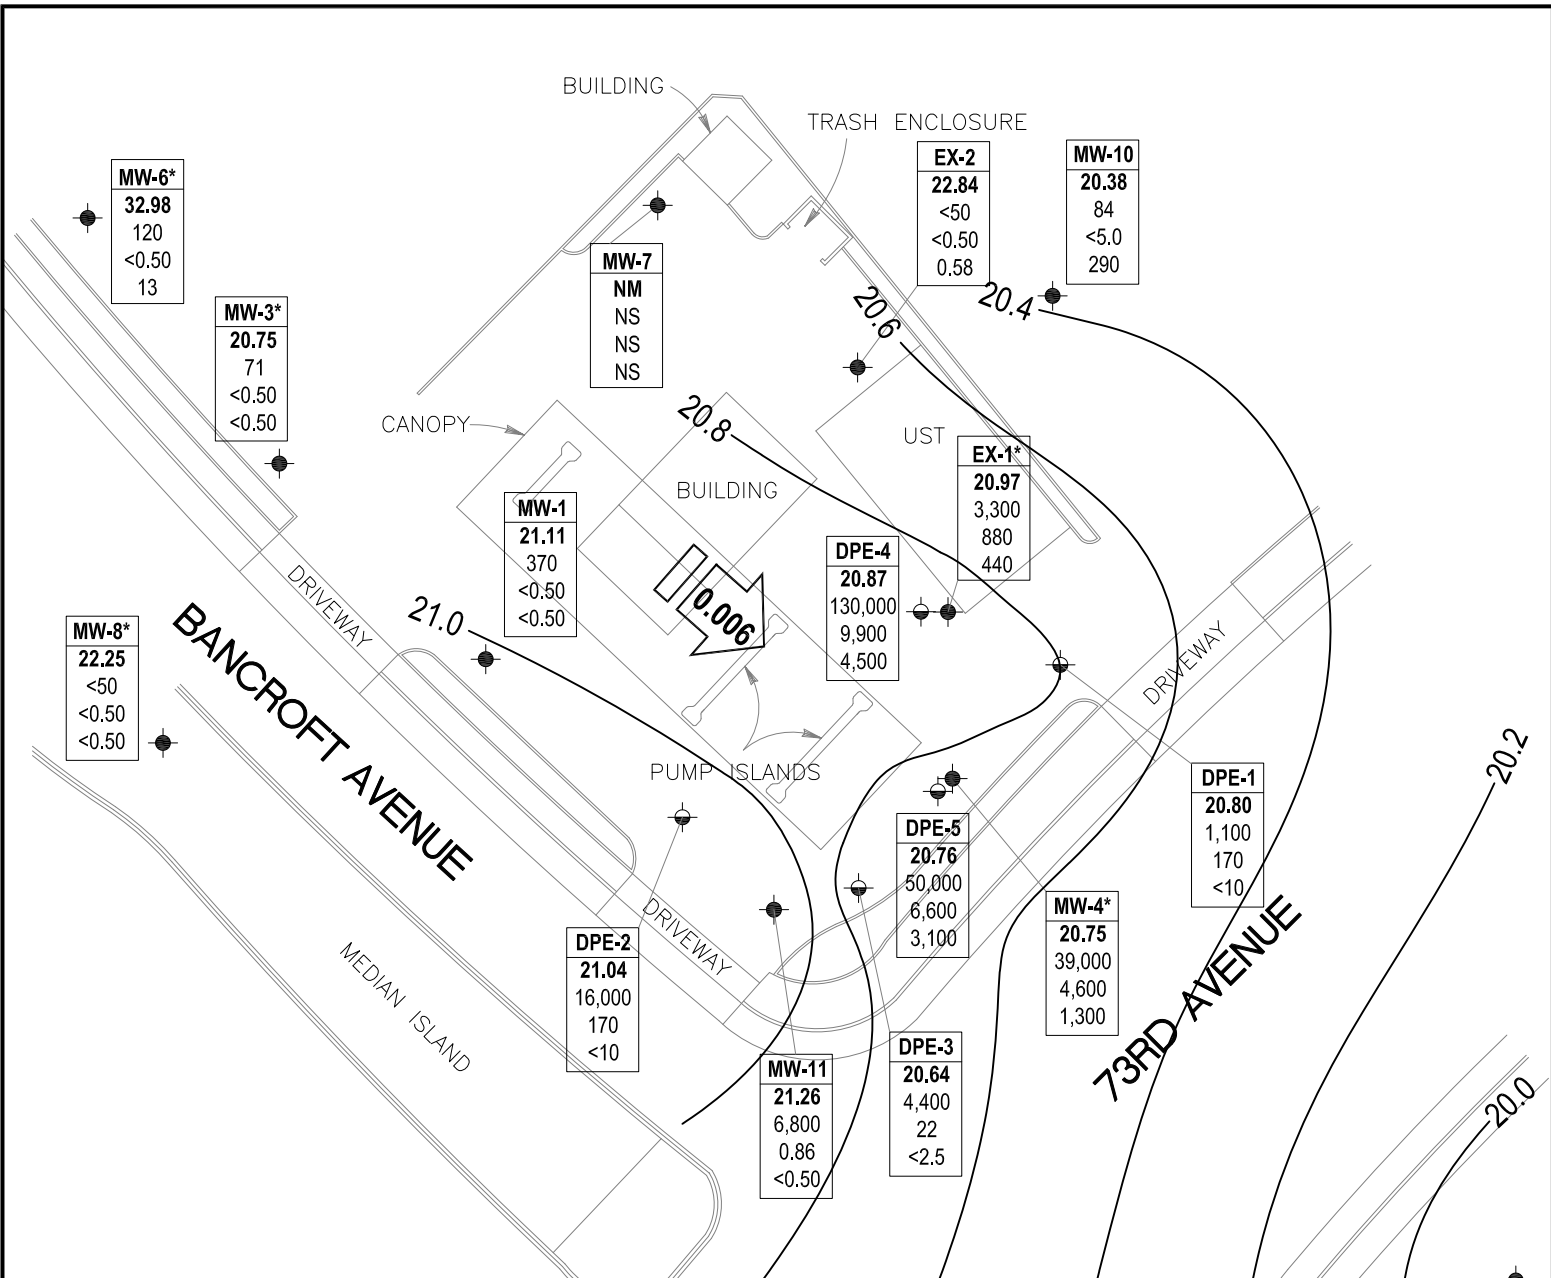 BUILDING
TRASH ENCLOSURE
MW-6*
32.98
120
<0.50
13
EX-2
22.84
<50
<0.50
0.58
MW-10
20.38
84
<5.0
290
MW-7
NM
NS
NS
NS
MW-3*
20.75
71
<0.50
<0.50
20.6
20.4
CANOPY
20.8
UST
BUILDING
EX-1*
20.97
3,300
880
440
MW-1
21.11
370
<0.50
<0.50
DPE-4
20.87
130,000
9,900
4,500
DRIVEWAY
21.0
0.006
MW-8*
22.25
<50
<0.50
<0.50
BANCROFT AVENUE
DRIVEWAY
PUMP ISLANDS
20.2
DPE-1
20.80
1,100
170
<10
DPE-5
20.76
50,000
6,600
3,100
MW-4*
20.75
39,000
4,600
1,300
DPE-2
21.04
16,000
170
<10
DRIVEWAY
MEDIAN ISLAND
73RD AVENUE
MW-11
21.26
6,800
0.86
<0.50
DPE-3
20.64
4,400
22
<2.5
20.0